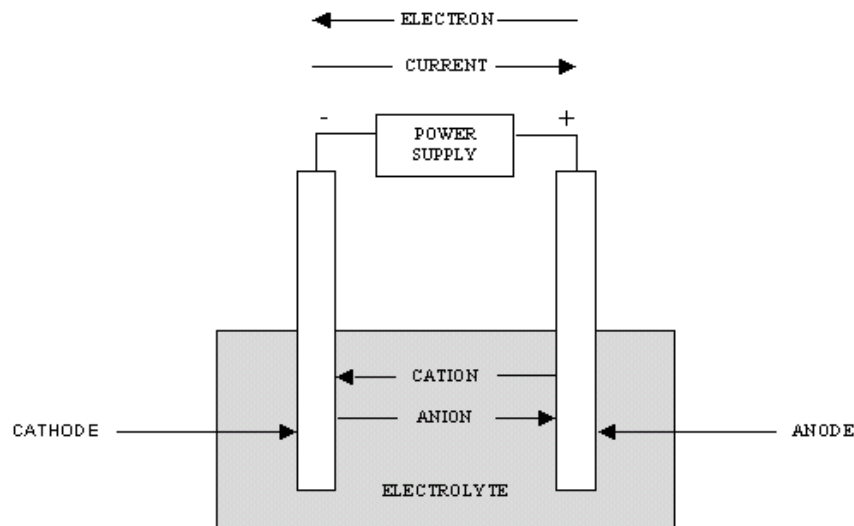 ELECTRON
CURRENT
- +
POWER
SUPPLY
CATION
ANION
CATHODE
ANODE
ELECTROLYTE